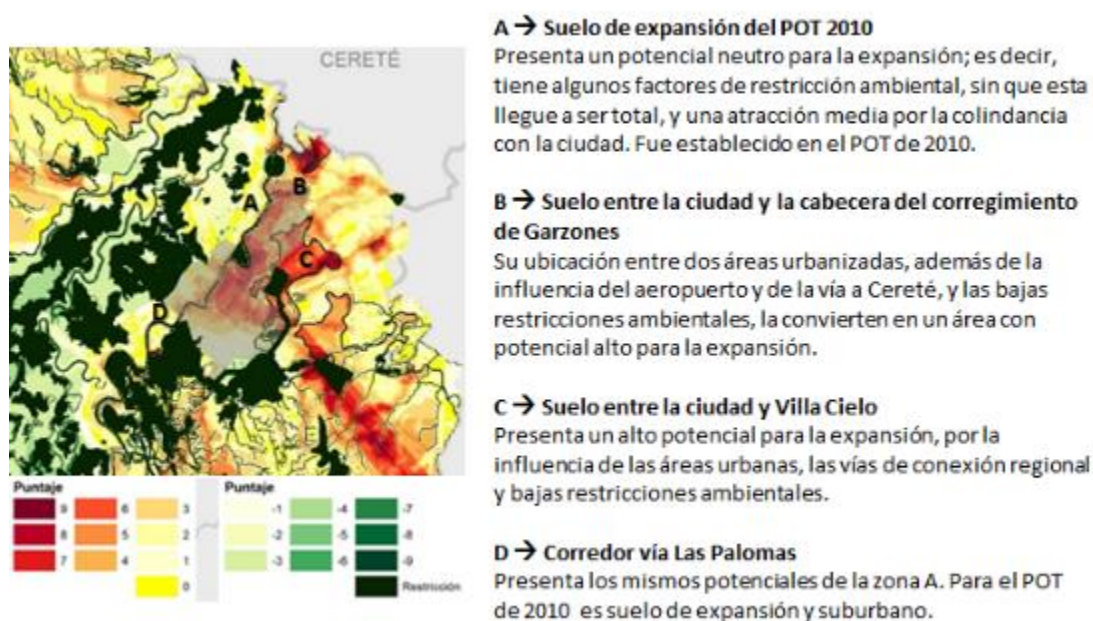 CERETÉ
A
B
C
D
Puntaje
9 6 3
8 5 2
7 4 1
0
Puntaje
-1 -4 -7
-2 -5 -8
-3 -6 -9
Restricción
A → Suelo de expansión del POT 2010
Presenta un potencial neutro para la expansión; es decir,
tiene algunos factores de restricción ambiental, sin que esta
llegue a ser total, y una atracción media por la colindancia
con la ciudad. Fue establecido en el POT de 2010.
B → Suelo entre la ciudad y la cabecera del corregimiento
de Garzones
Su ubicación entre dos áreas urbanizadas, además de la
influencia del aeropuerto y de la vía a Cereté, y las bajas
restricciones ambientales, la convierten en un área con
potencial alto para la expansión.
C → Suelo entre la ciudad y Villa Cielo
Presenta un alto potencial para la expansión, por la
influencia de las áreas urbanas, las vías de conexión regional
y bajas restricciones ambientales.
D → Corredor vía Las Palomas
Presenta los mismos potenciales de la zona A. Para el POT
de 2010 es suelo de expansión y suburbano.